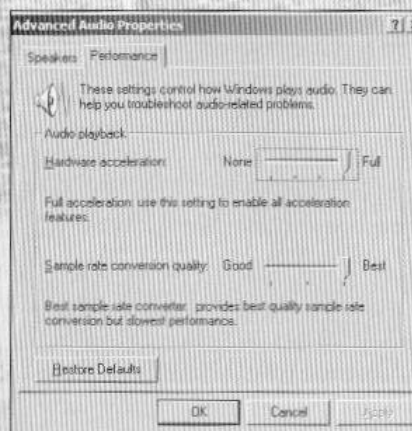 Advanced Audio Properties ?
Speakers Performance
These settings control how Windows plays audio. They can
help you troubleshoot audio-related problems.
Audio playback
Hardware acceleration: None Full
Full acceleration: use this setting to enable all acceleration
features.
Sample rate conversion quality: Good Best
Best sample rate converter: provides best quality sample rate
conversion but slowest performance.
Restore Defaults
OK Cancel Apply